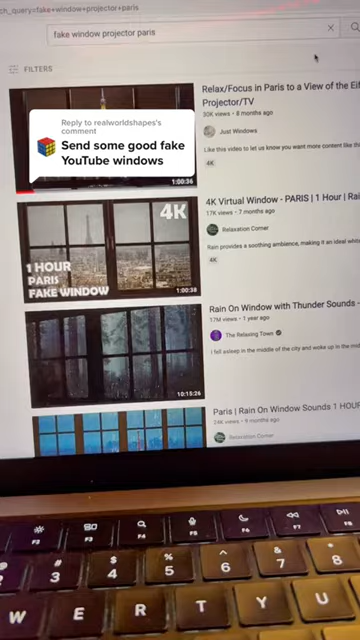 ch_query=fake+window+projector+paris
fake window projector paris
FILTERS
Relax/Focus in Paris to a View of the Eif
Projector/TV
30K views • 8 months ago
Just Windows
Like this video to let us know you want more content like thi
4K
1:00:36
Reply to realworldshapes's
comment
Send some good fake
YouTube windows
4K Virtual Window - PARIS | 1 Hour | Rai
17K views • 7 months ago
Relaxation Corner
Rain provides a soothing ambience, making it an ideal whit
4K
4K
1 HOUR
PARIS
FAKE WINDOW
1:00:38
Rain On Window with Thunder Sounds -
17M views • 1 year ago
The Relaxing Town
I fell asleep in the middle of the city and woke up in the mid
10:15:26
Paris | Rain On Window Sounds 1 HOUR
24K views • 9 months ago
Relaxation Corner
F2 F3 F4 F5 F6 F7 F8
# 3 $ 4 % 5 ^ 6 & 7 * 8
W E R T Y U